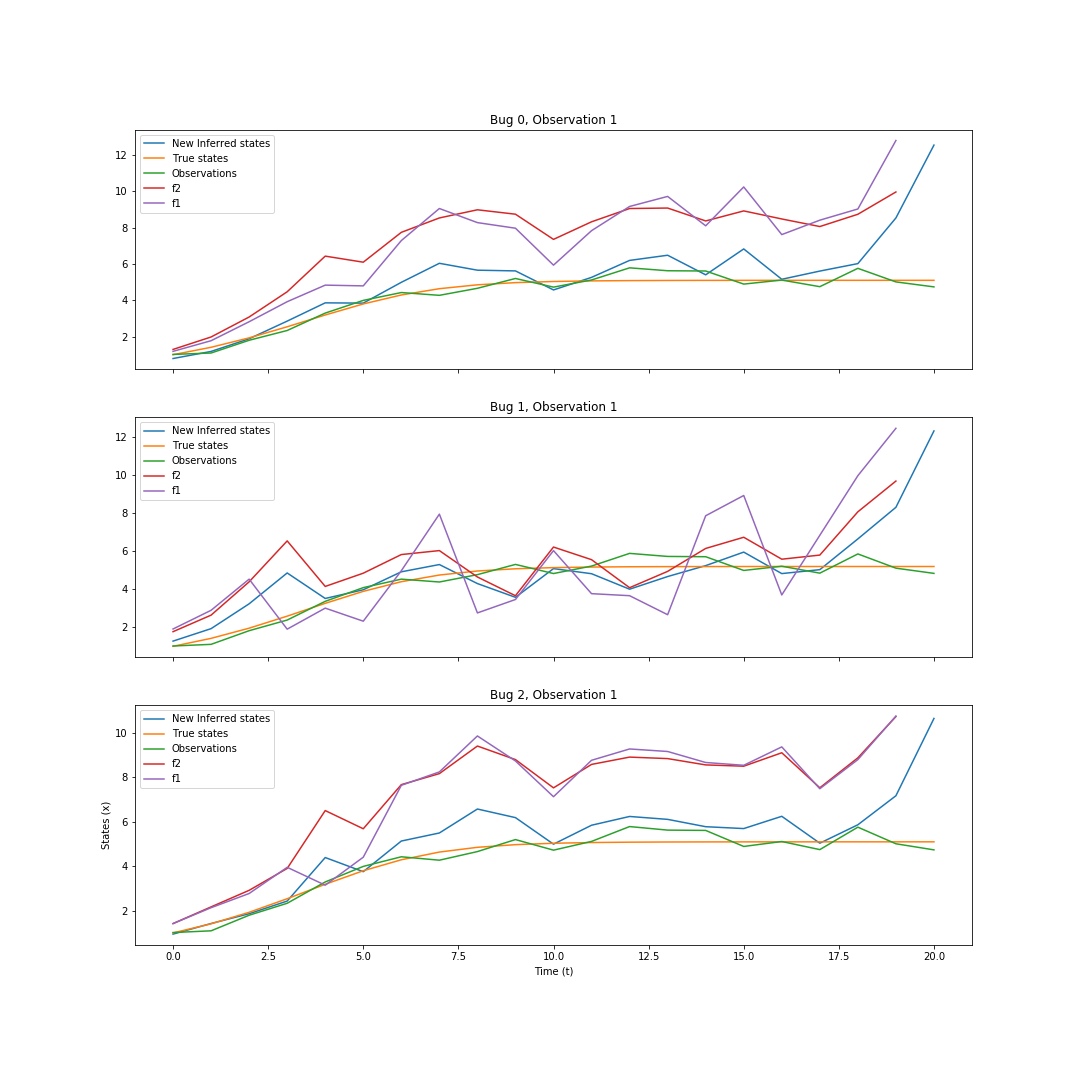 Bug 0, Observation 1
New Inferred states
True states
Observations
f2
f1
12
10
8
6
4
2
Bug 1, Observation 1
New Inferred states
True states
Observations
f2
f1
12
10
8
6
4
2
Bug 2, Observation 1
New Inferred states
True states
Observations
f2
f1
10
8
6
4
2
States (x)
0.0 2.5 5.0 7.5 10.0 12.5 15.0 17.5 20.0
Time (t)